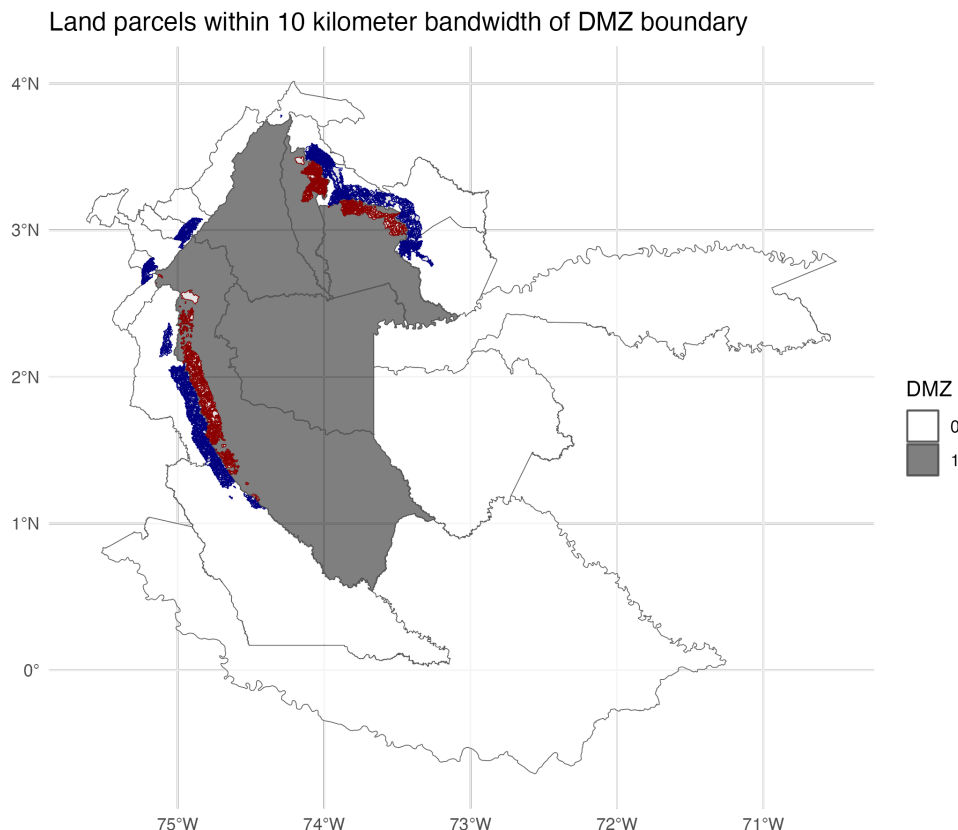 Land parcels within 10 kilometer bandwidth of DMZ boundary
4°N
3°N
2°N
1°N
0°
75°W
74°W
73°W
72°W
71°W
DMZ
0
1